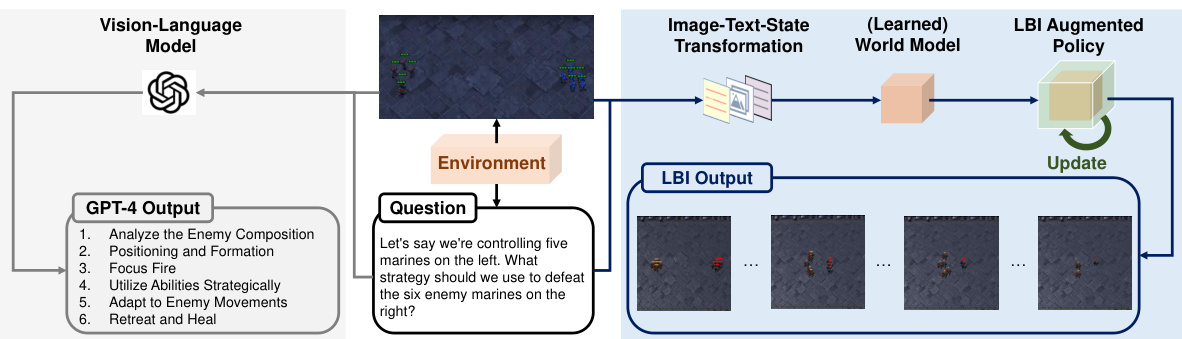 Vision-Language
Model
GPT-4 Output
1. Analyze the Enemy Composition
2. Positioning and Formation
3. Focus Fire
4. Utilize Abilities Strategically
5. Adapt to Enemy Movements
6. Retreat and Heal
Environment
Question
Let's say we're controlling five
marines on the left. What
strategy should we use to defeat
the six enemy marines on the
right?
Image-Text-State
Transformation
(Learned)
World Model
LBI Augmented
Policy
Update
LBI Output
... ... ...